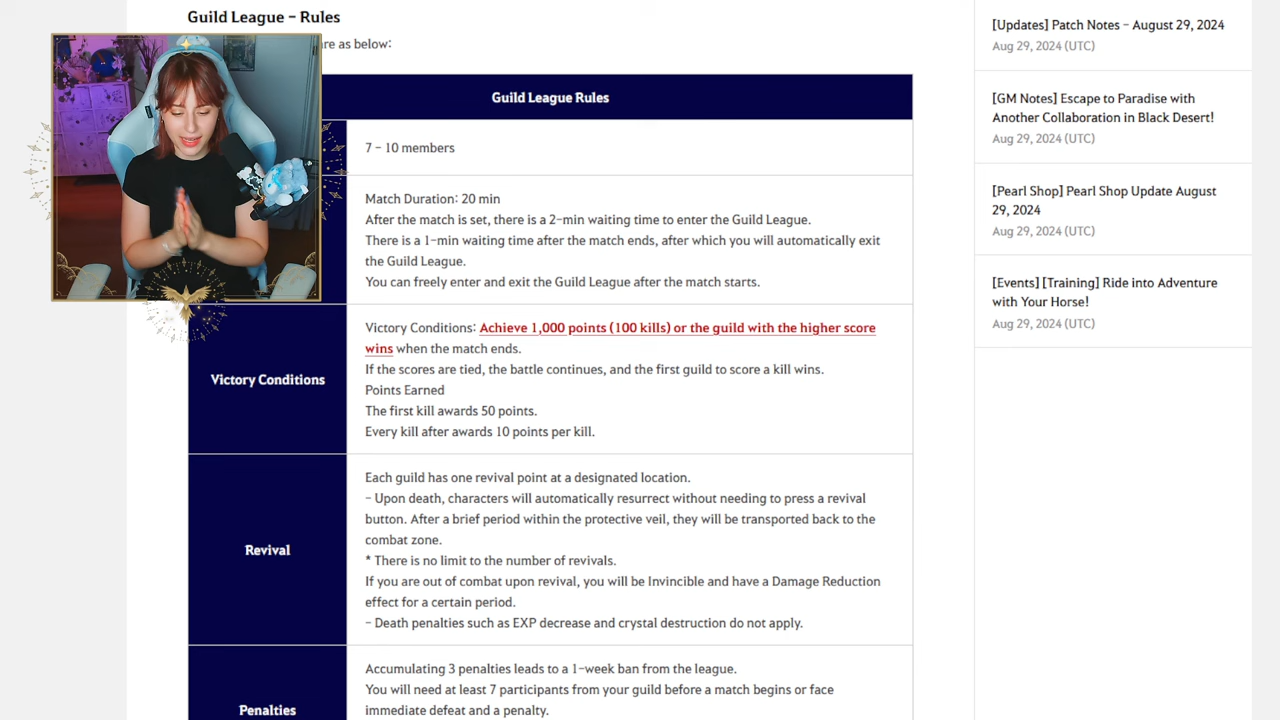 Guild League – Rules
are as below:
Guild League Rules
7 – 10 members
Match Duration: 20 min
After the match is set, there is a 2-min waiting time to enter the Guild League.
There is a 1-min waiting time after the match ends, after which you will automatically exit
the Guild League.
You can freely enter and exit the Guild League after the match starts.
Victory Conditions
Victory Conditions: Achieve 1,000 points (100 kills) or the guild with the higher score
wins when the match ends.
If the scores are tied, the battle continues, and the first guild to score a kill wins.
Points Earned
The first kill awards 50 points.
Every kill after awards 10 points per kill.
Revival
Each guild has one revival point at a designated location.
– Upon death, characters will automatically resurrect without needing to press a revival
button. After a brief period within the protective veil, they will be transported back to the
combat zone.
* There is no limit to the number of revivals.
If you are out of combat upon revival, you will be Invincible and have a Damage Reduction
effect for a certain period.
– Death penalties such as EXP decrease and crystal destruction do not apply.
Penalties
Accumulating 3 penalties leads to a 1-week ban from the league.
You will need at least 7 participants from your guild before a match begins or face
immediate defeat and a penalty.
[Updates] Patch Notes – August 29, 2024
Aug 29, 2024 (UTC)
[GM Notes] Escape to Paradise with
Another Collaboration in Black Desert!
Aug 29, 2024 (UTC)
[Pearl Shop] Pearl Shop Update August
29, 2024
Aug 29, 2024 (UTC)
[Events] [Training] Ride into Adventure
with Your Horse!
Aug 29, 2024 (UTC)